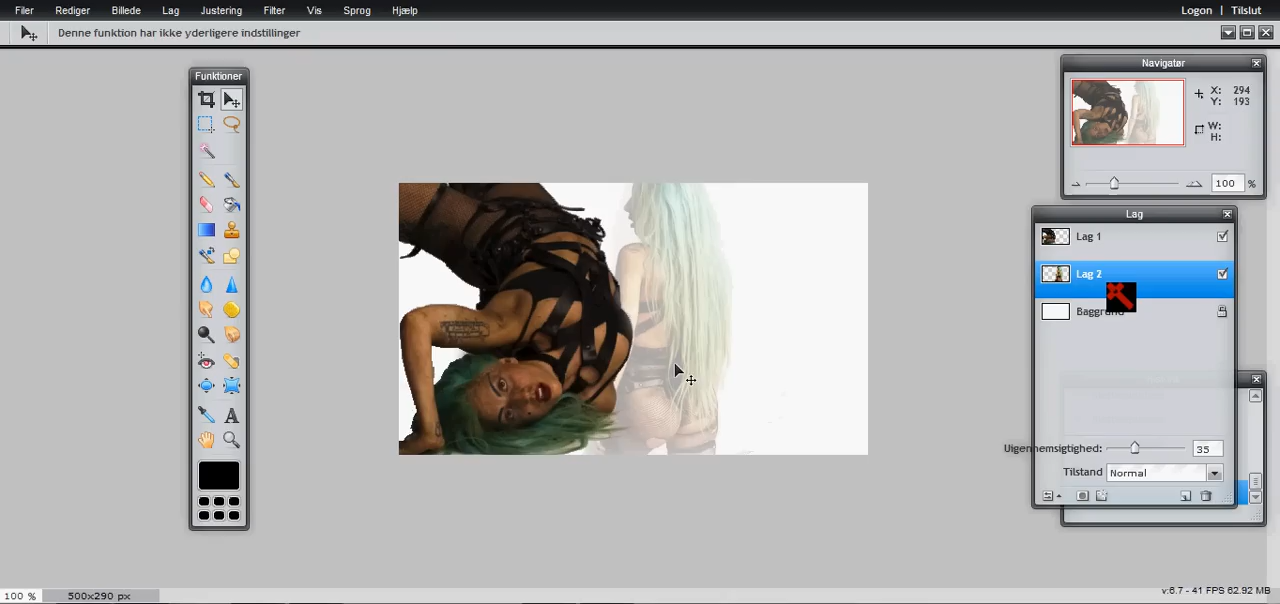 Filer Rediger Billede Lag Justering Filter Vis Sprog Hjælp Logon | Tilslut
Denne funktion har ikke yderligere indstillinger
Funktioner
Navigatør
X: 294
Y: 193
W:
H:
100 %
Lag
Lag 1
Lag 2
Baggrund
Uigennemsigtighed: 35
Tilstand Normal
100 % 500x290 px
v:6.7 - 41 FPS 62.92 MB